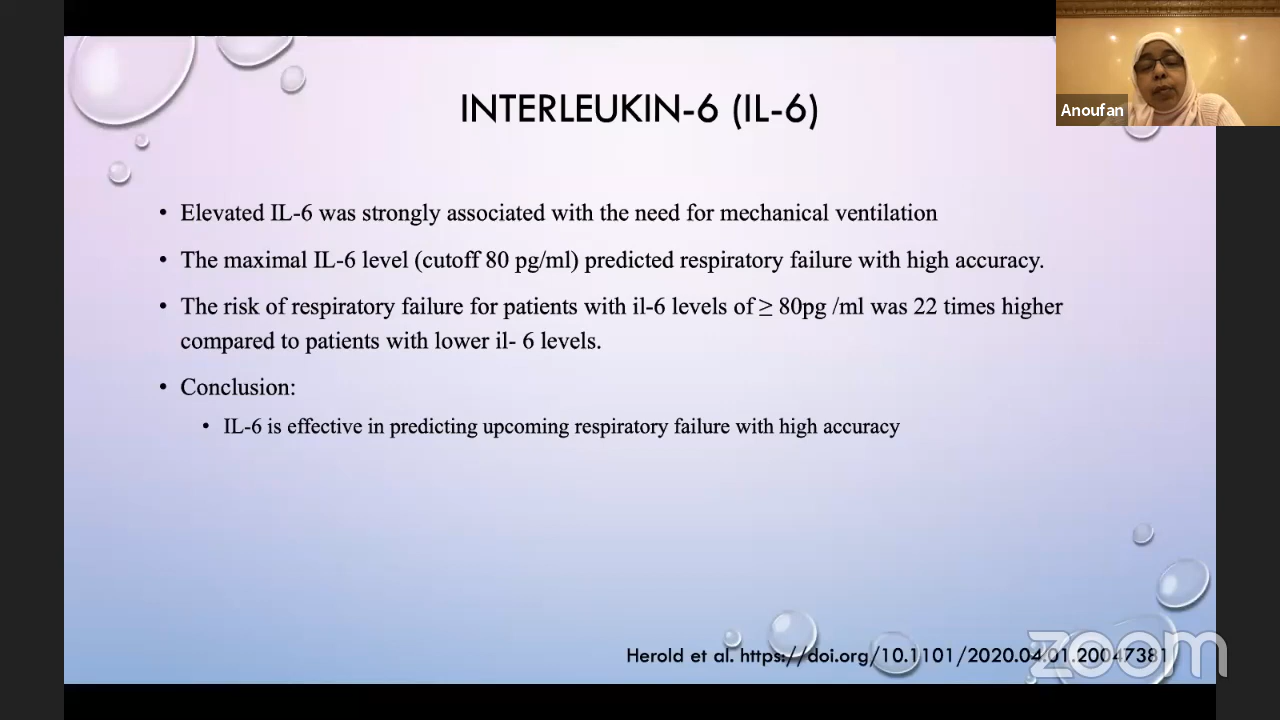 INTERLEUKIN-6 (IL-6)
Anoufan
• Elevated IL-6 was strongly associated with the need for mechanical ventilation
• The maximal IL-6 level (cutoff 80 pg/ml) predicted respiratory failure with high accuracy.
• The risk of respiratory failure for patients with il-6 levels of ≥ 80pg /ml was 22 times higher
compared to patients with lower il- 6 levels.
• Conclusion:
• IL-6 is effective in predicting upcoming respiratory failure with high accuracy
Herold et al. https://doi.org/10.1101/2020.04.01.20047381
zoom